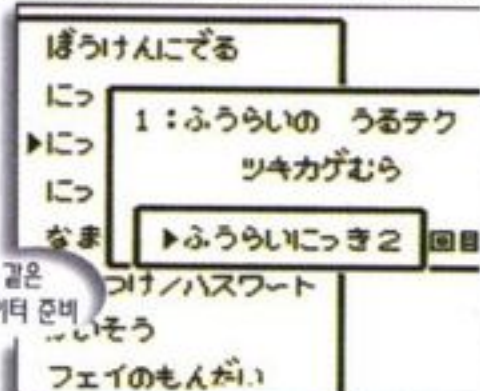 ぼうけんにでる
にっ
1:ふうらいの うるテク
▶にっ
ツキカゲむら
にっ
なま
▶ふうらいにっき2
回目
같은
이터 준비
つけ/パスワート
いそう
フェイのもんだい